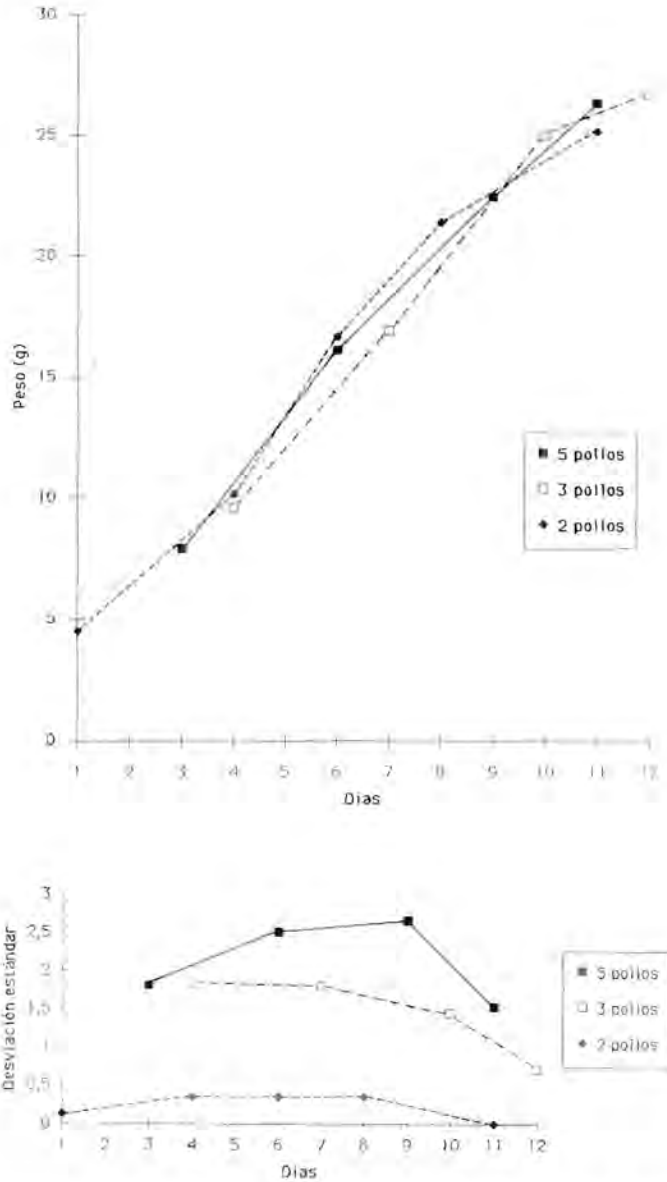 30
25
20
15
10
5
0
Peso (g)
1 2 3 4 5 6 7 8 9 10 11 12
Días
5 pollos
3 pollos
2 pollos
3
2,5
2
1,5
1
0,5
0
Desviación estándar
1 2 3 4 5 6 7 8 9 10 11 12
Días
5 pollos
3 pollos
2 pollos